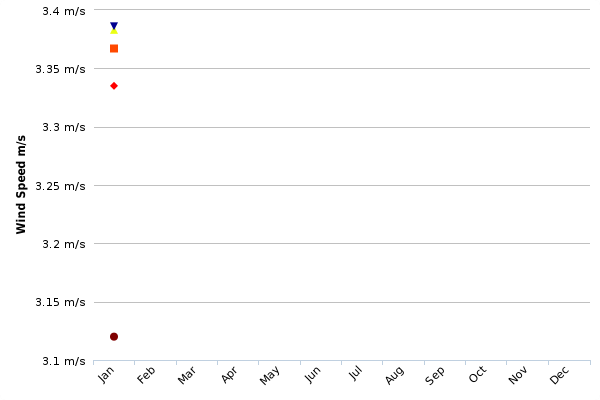 3.4 m/s
3.35 m/s
3.3 m/s
3.25 m/s
3.2 m/s
3.15 m/s
3.1 m/s
Wind Speed m/s
Jan Feb Mar Apr May Jun Jul Aug Sep Oct Nov Dec